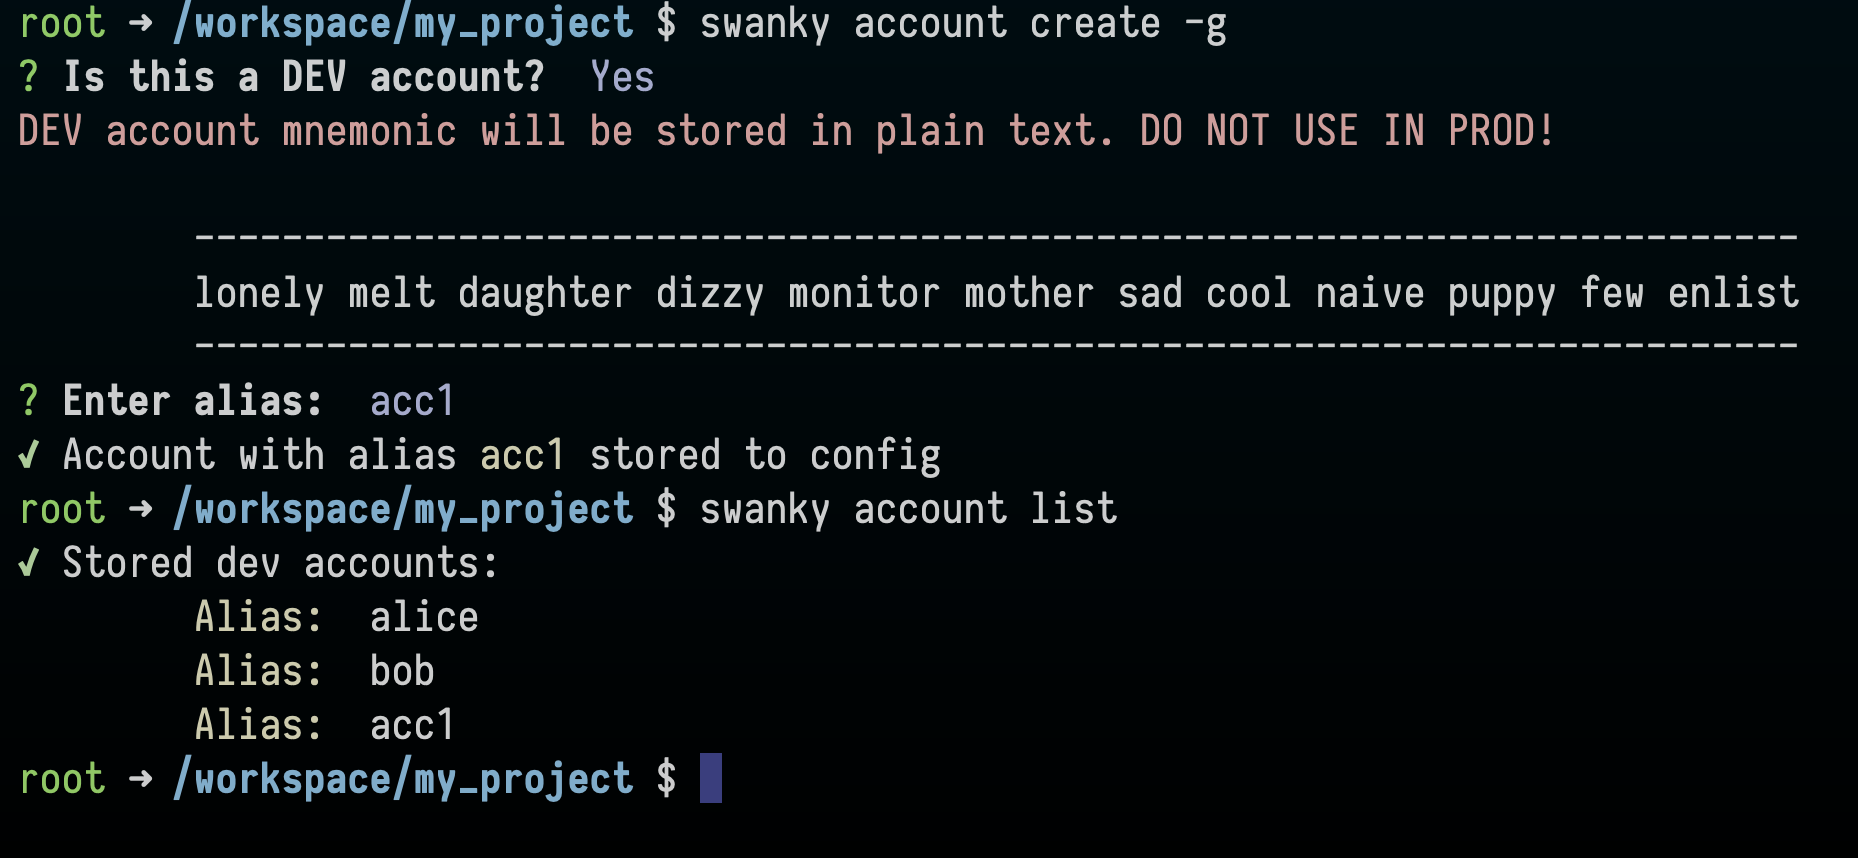 root ➜ /workspace/my_project $ swanky account create -g
? Is this a DEV account?  Yes
DEV account mnemonic will be stored in plain text. DO NOT USE IN PROD!
-------------------------------------------------------------------------
lonely melt daughter dizzy monitor mother sad cool naive puppy few enlist
-------------------------------------------------------------------------
? Enter alias:  acc1
✓ Account with alias acc1 stored to config
root ➜ /workspace/my_project $ swanky account list
✓ Stored dev accounts:
Alias:  alice
Alias:  bob
Alias:  acc1
root ➜ /workspace/my_project $